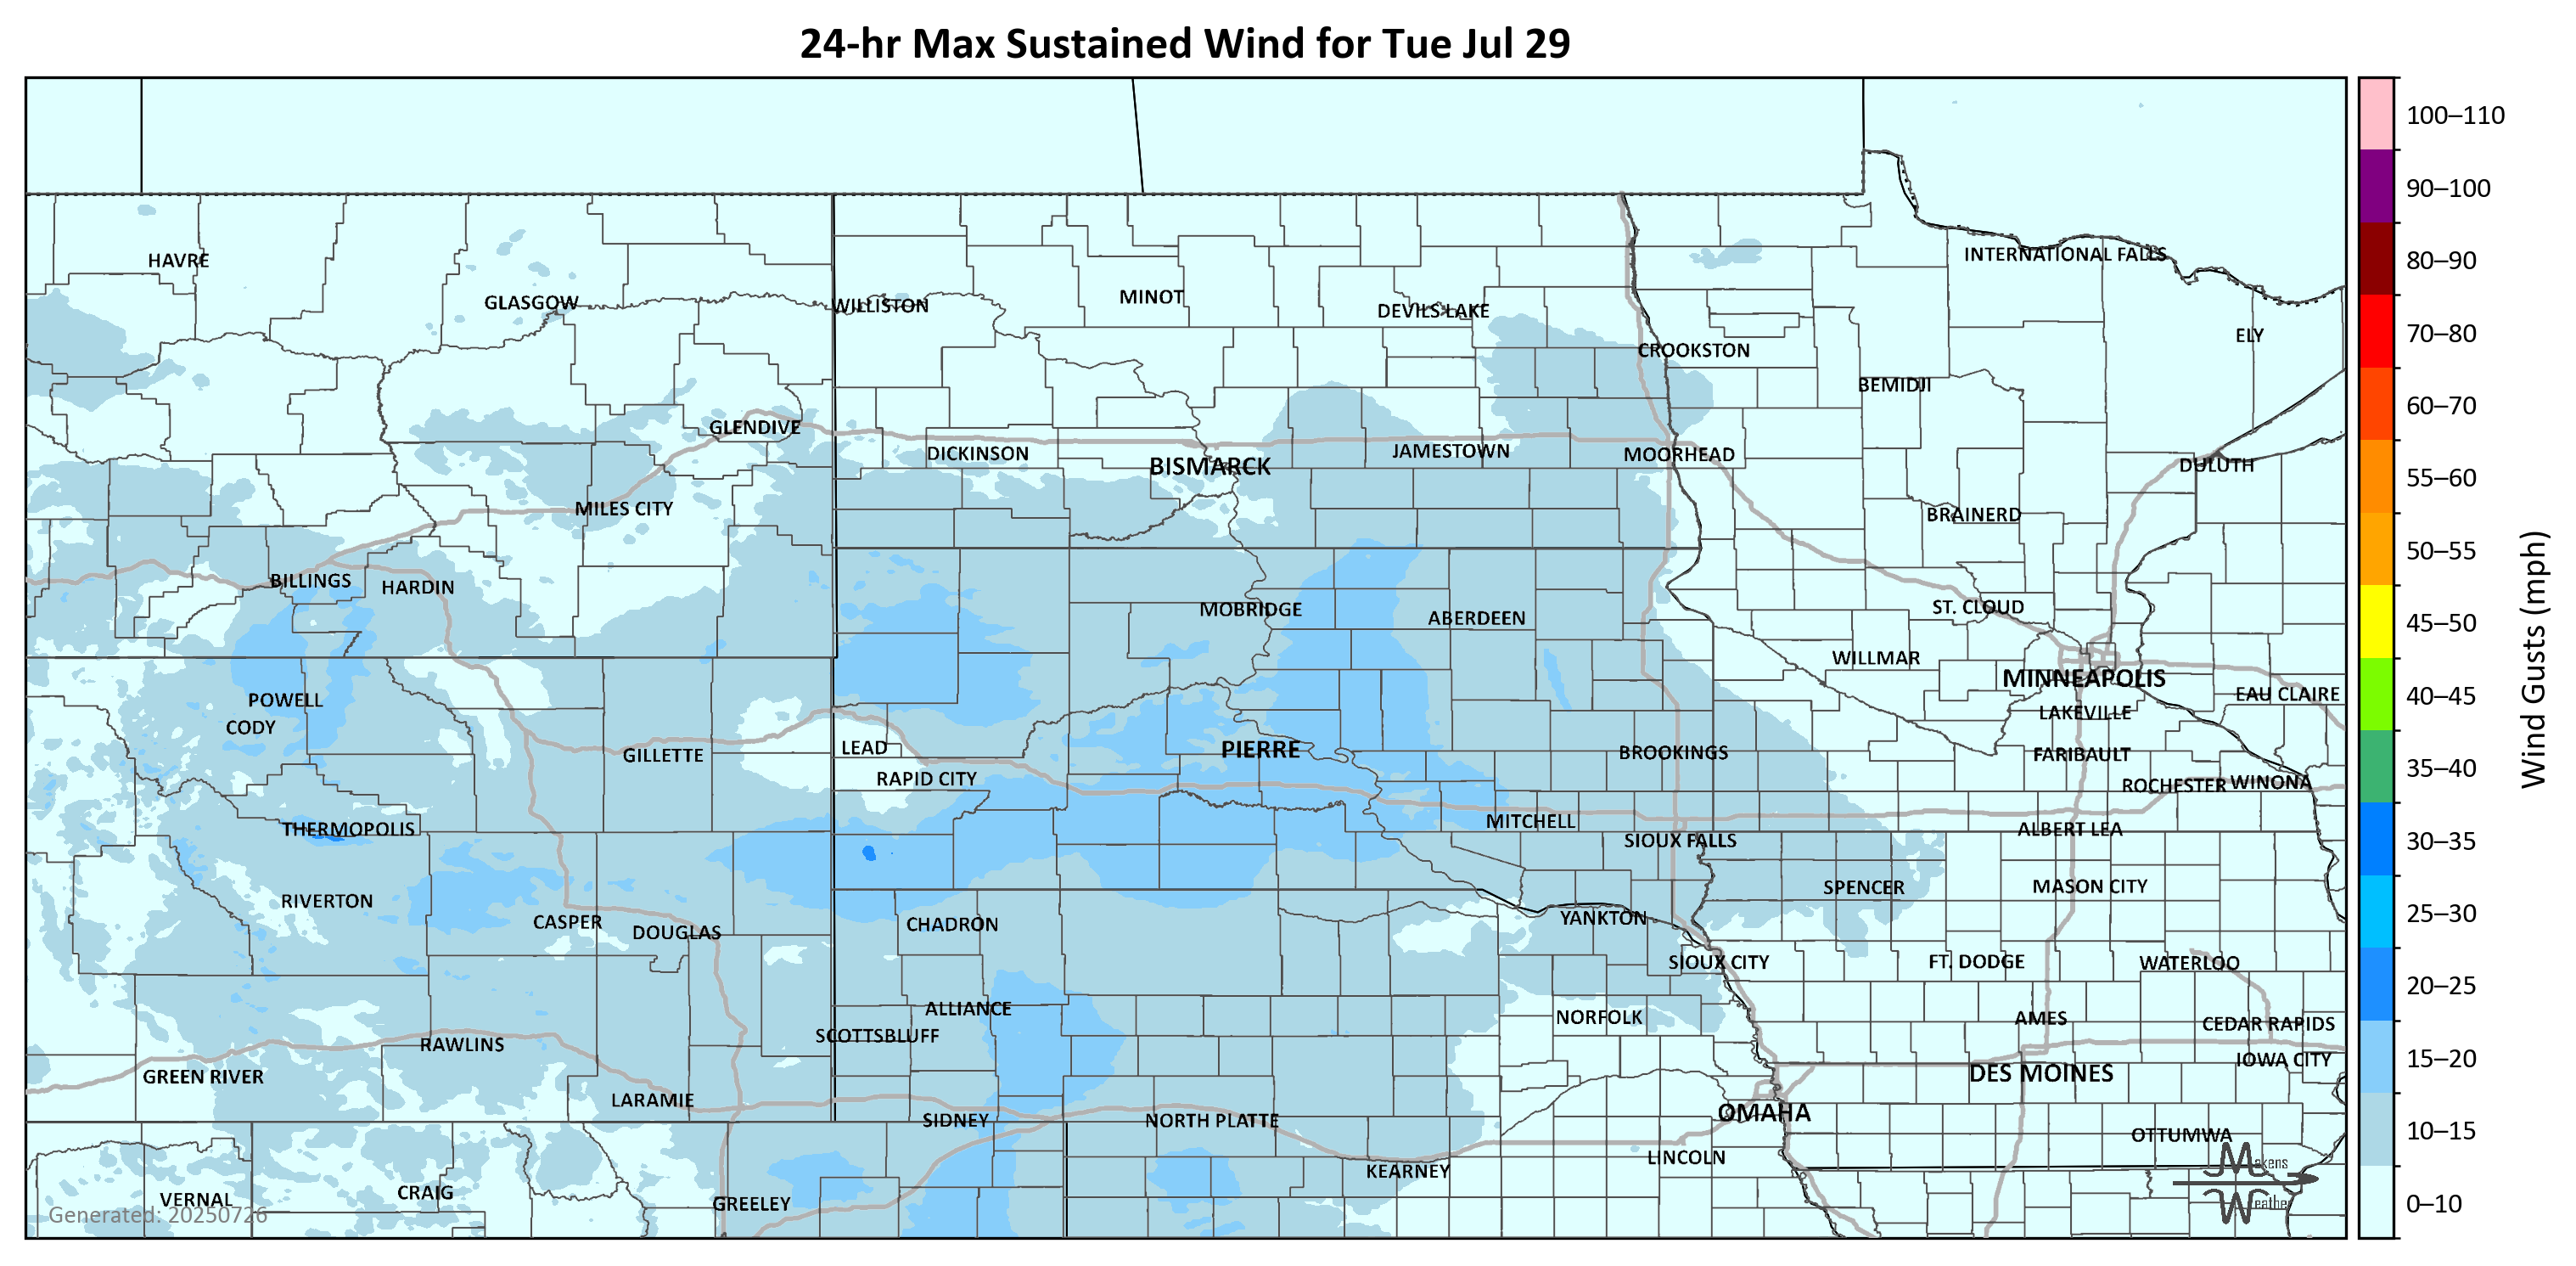 24-hr Max Sustained Wind for Tue Jul 29
100–110
90–100
80–90
70–80
60–70
55–60
50–55
45–50
40–45
35–40
30–35
25–30
20–25
15–20
10–15
0–10
Wind Gusts (mph)
HAVRE
INTERNATIONAL FALLS
GLASGOW
WILLISTON
MINOT
DEVILS LAKE
ELY
CROOKSTON
BEMIDJI
GLENDIVE
DICKINSON
BISMARCK
JAMESTOWN
MOORHEAD
DULUTH
MILES CITY
BRAINERD
BILLINGS
HARDIN
MOBRIDGE
ABERDEEN
ST. CLOUD
WILLMAR
MINNEAPOLIS
POWELL
EAU CLAIRE
CODY
LAKEVILLE
GILLETTE
LEAD
PIERRE
BROOKINGS
FARIBAULT
RAPID CITY
ROCHESTER
WINONA
THERMOPOLIS
MITCHELL
ALBERT LEA
SIOUX FALLS
SPENCER
MASON CITY
RIVERTON
CASPER
DOUGLAS
CHADRON
YANKTON
SIOUX CITY
FT. DODGE
WATERLOO
ALLIANCE
NORFOLK
AMES
CEDAR RAPIDS
SCOTTSBLUFF
RAWLINS
IOWA CITY
GREEN RIVER
DES MOINES
LARAMIE
OMAHA
SIDNEY
NORTH PLATTE
OTTUMWA
LINCOLN
KEARNEY
VERNAL
CRAIG
GREELEY
Generated: 20250726
Makens
Weather